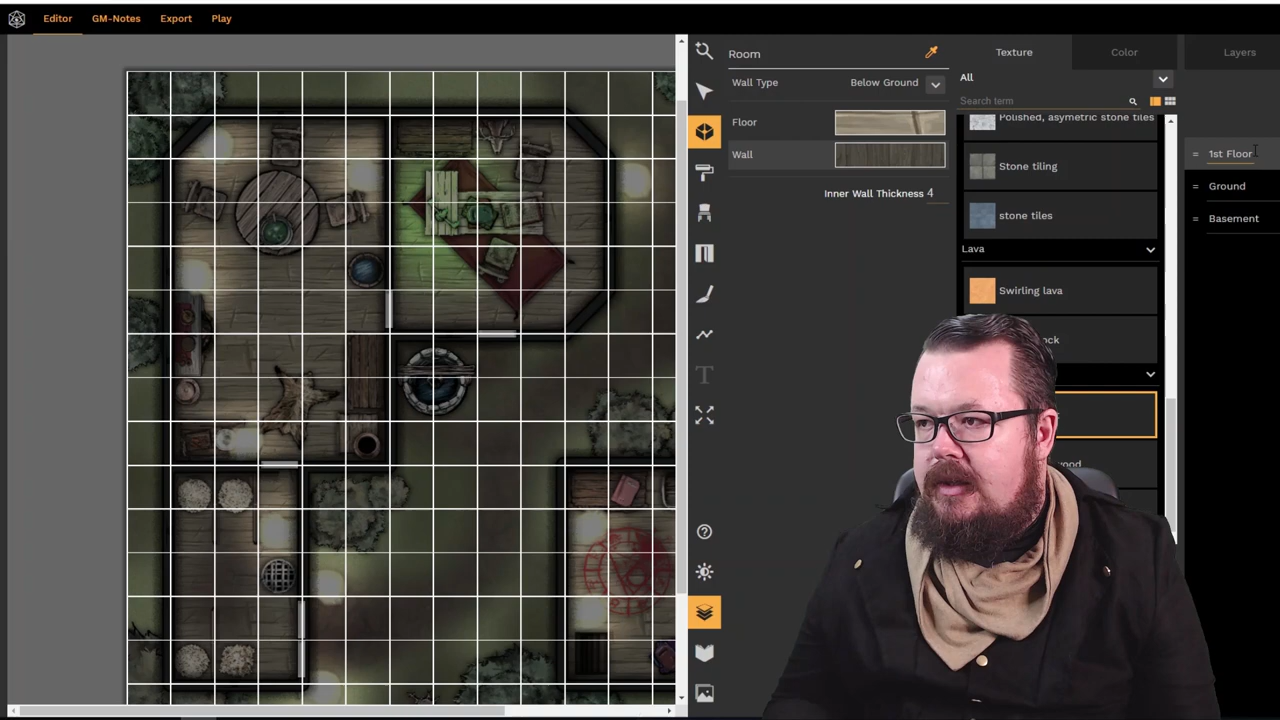 Editor GM-Notes Export Play
Room
Texture Color Layers
Wall Type Below Ground
All
Search term
Floor
Polished, asymetric stone tiles
Wall
1st Floor
Stone tiling
Ground
Inner Wall Thickness 4
stone tiles
Basement
Lava
Swirling lava